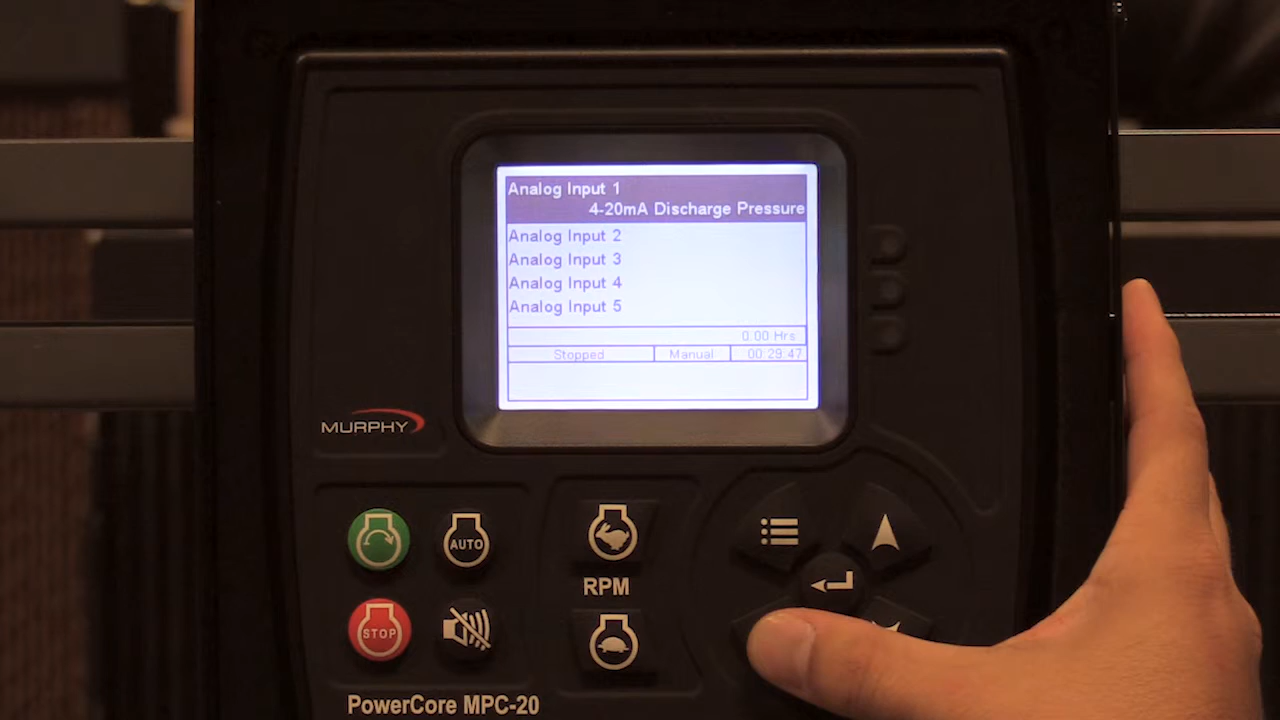 Analog Input 1
4-20mA Discharge Pressure
Analog Input 2
Analog Input 3
Analog Input 4
Analog Input 5
0.00 Hrs
Stopped Manual 00:29:47
MURPHY
AUTO
RPM
STOP
PowerCore MPC-20